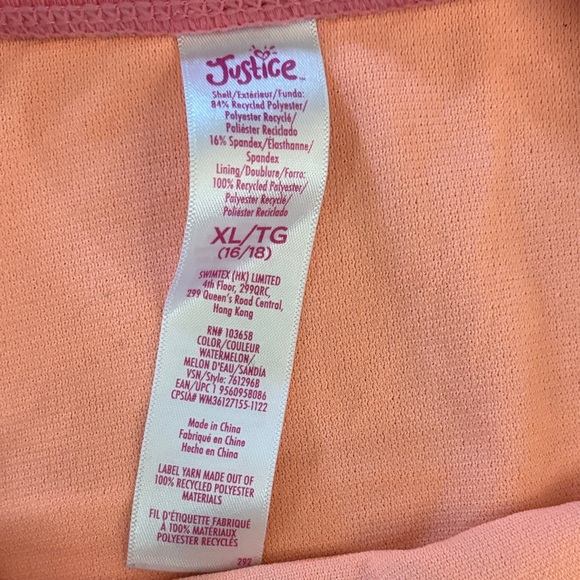 Justice™
Shell/Extérieur/Funda:
84% Recycled Polyester/
Polyester Recyclé/
Poliéster Reciclado
16% Spandex/Élasthanne/
Spandex
Lining/Doublure/Forro:
100% Recycled Polyester/
Polyester Recyclé/
Poliéster Reciclado
XL/TG
(16/18)
SWIMTEX (HK) LIMITED
4th Floor, 299QRC,
299 Queen's Road Central,
Hong Kong
RN# 103658
COLOR/COULEUR
WATERMELON/
MELON D'EAU/SANDÍA
VSN/Style: 761296B
EAN/UPC 1 9560958086
CPSIA# WM36127155-1122
Made in China
Fabriqué en Chine
Hecho en China
LABEL YARN MADE OUT OF
100% RECYCLED POLYESTER
MATERIALS
FIL D'ÉTIQUETTE FABRIQUÉ
À 100% MATÉRIAUX
POLYESTER RECYCLÉS
292